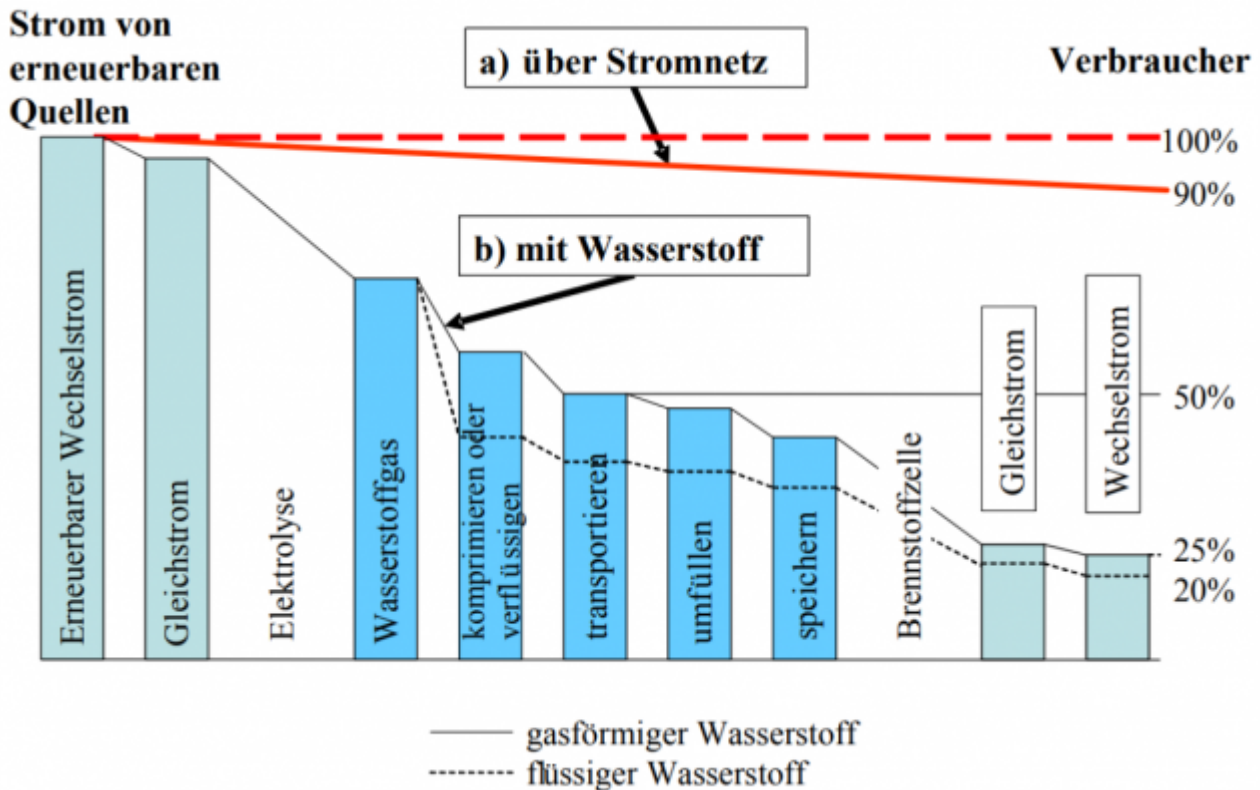 Strom von
erneuerbaren
Quellen
a) über Stromnetz
Verbraucher
100%
90%
b) mit Wasserstoff
50%
25%
20%
Erneuerbarer Wechselstrom
Gleichstrom
Elektrolyse
Wasserstoffgas
komprimieren oder
verflüssigen
transportieren
umfüllen
speichern
Brennstoffzelle
Gleichstrom
Wechselstrom
gasförmiger Wasserstoff
flüssiger Wasserstoff